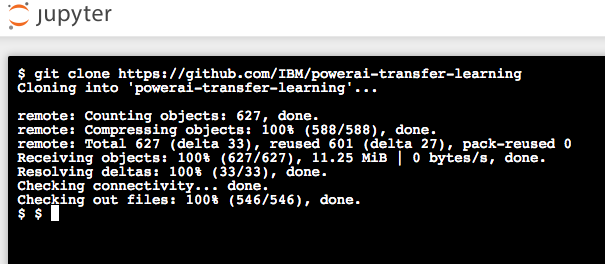 jupyter
$ git clone https://github.com/IBM/powerai-transfer-learning
Cloning into 'powerai-transfer-learning'...
remote: Counting objects: 627, done.
remote: Compressing objects: 100% (588/588), done.
remote: Total 627 (delta 33), reused 601 (delta 27), pack-reused 0
Receiving objects: 100% (627/627), 11.25 MiB | 0 bytes/s, done.
Resolving deltas: 100% (33/33), done.
Checking connectivity... done.
Checking out files: 100% (546/546), done.
$ $